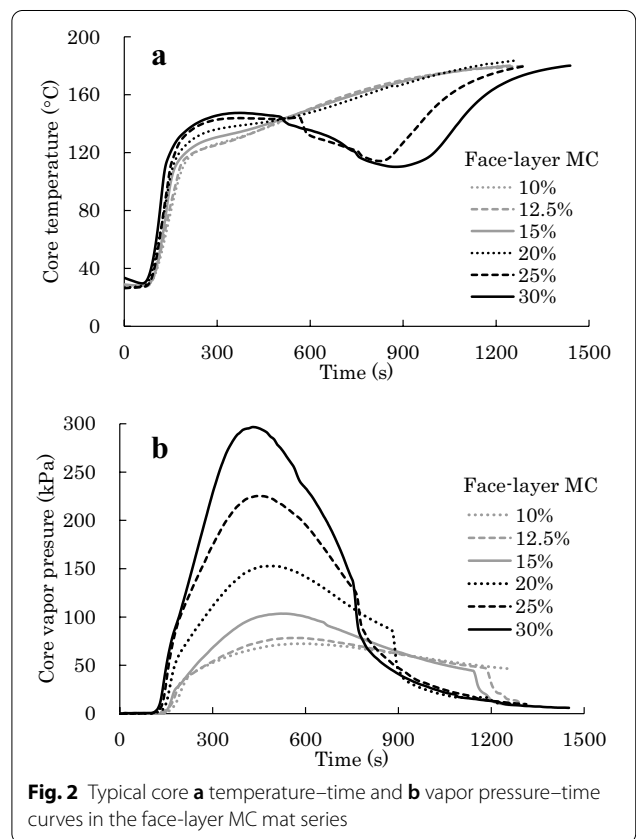 a
200
160
120
80
40
0
Core temperature (°C)
Face-layer MC
10%
12.5%
15%
20%
25%
30%
0 300 600 900 1200 1500
Time (s)
b
300
250
200
150
100
50
0
Core vapor presure (kPa)
Face-layer MC
10%
12.5%
15%
20%
25%
30%
0 300 600 900 1200 1500
Time (s)
Fig. 2 Typical core a temperature–time and b vapor pressure–time
curves in the face-layer MC mat series